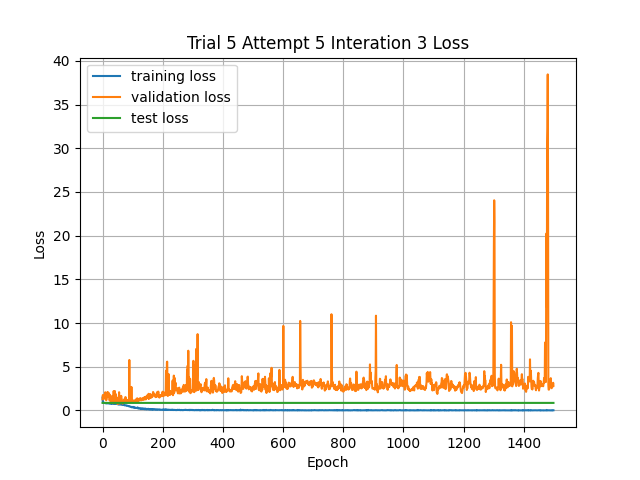 Trial 5 Attempt 5 Interation 3 Loss
training loss
validation loss
test loss
40
35
30
25
20
15
10
5
0
Loss
0 200 400 600 800 1000 1200 1400
Epoch